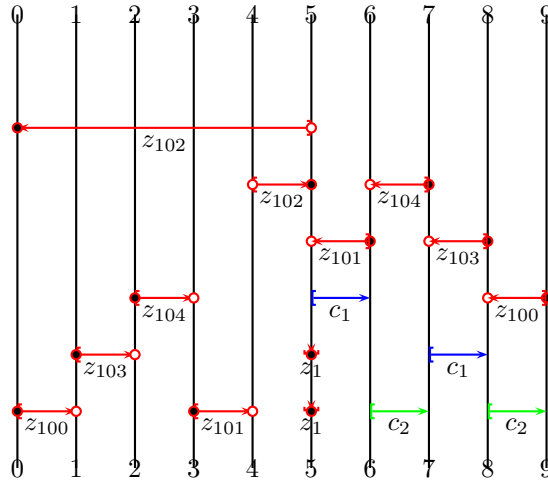 0 1 2 3 4 5 6 7 8 9
z₁₀₂
z₁₀₂ z₁₀₄
z₁₀₁ z₁₀₃
z₁₀₄ c₁ z₁₀₀
z₁₀₃ z₁ c₁
z₁₀₀ z₁₀₁ z₁ c₂ c₂
0 1 2 3 4 5 6 7 8 9